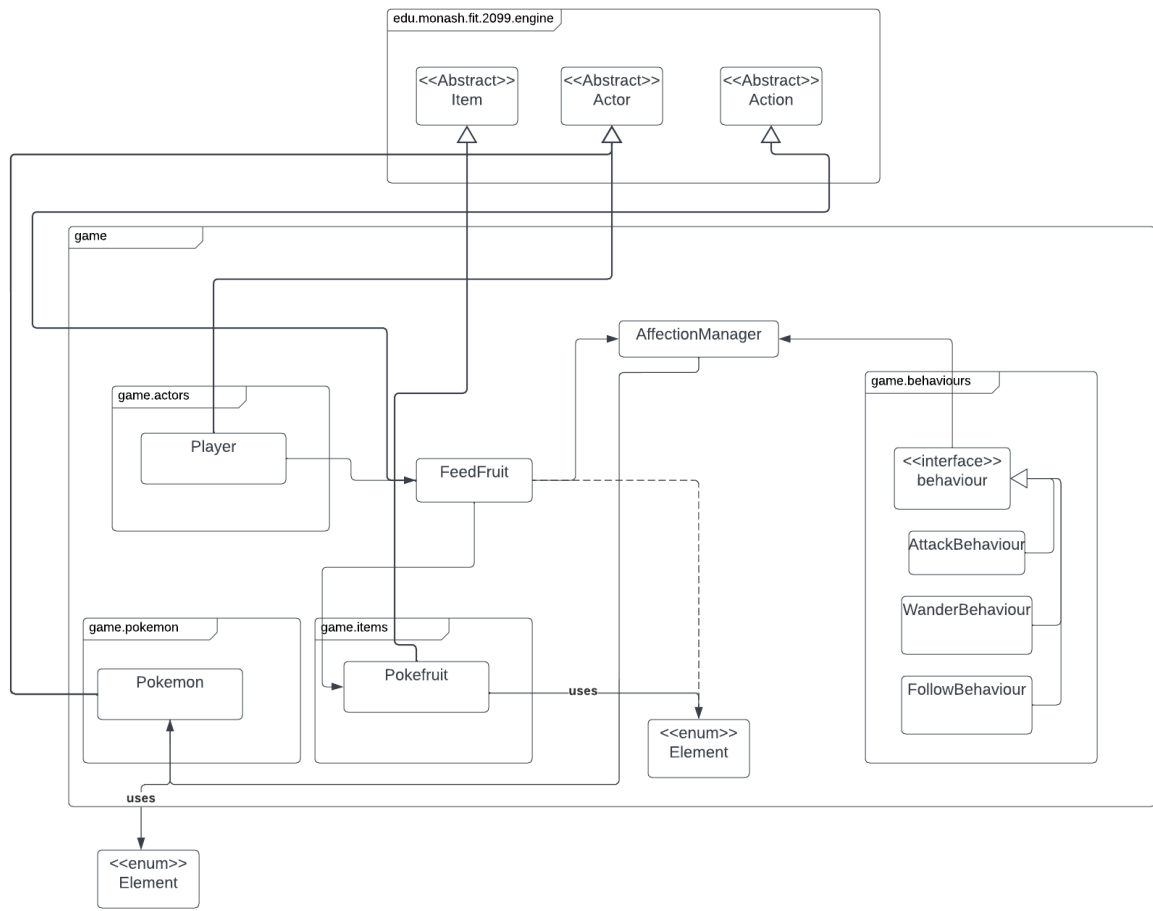 edu.monash.fit.2099.engine
<<Abstract>>
Item
<<Abstract>>
Actor
<<Abstract>>
Action
game
AffectionManager
game.actors
Player
game.behaviours
<<interface>>
behaviour
FeedFruit
AttackBehaviour
WanderBehaviour
FollowBehaviour
game.pokemon
Pokemon
game.items
Pokefruit
uses
<<enum>>
Element
uses
<<enum>>
Element